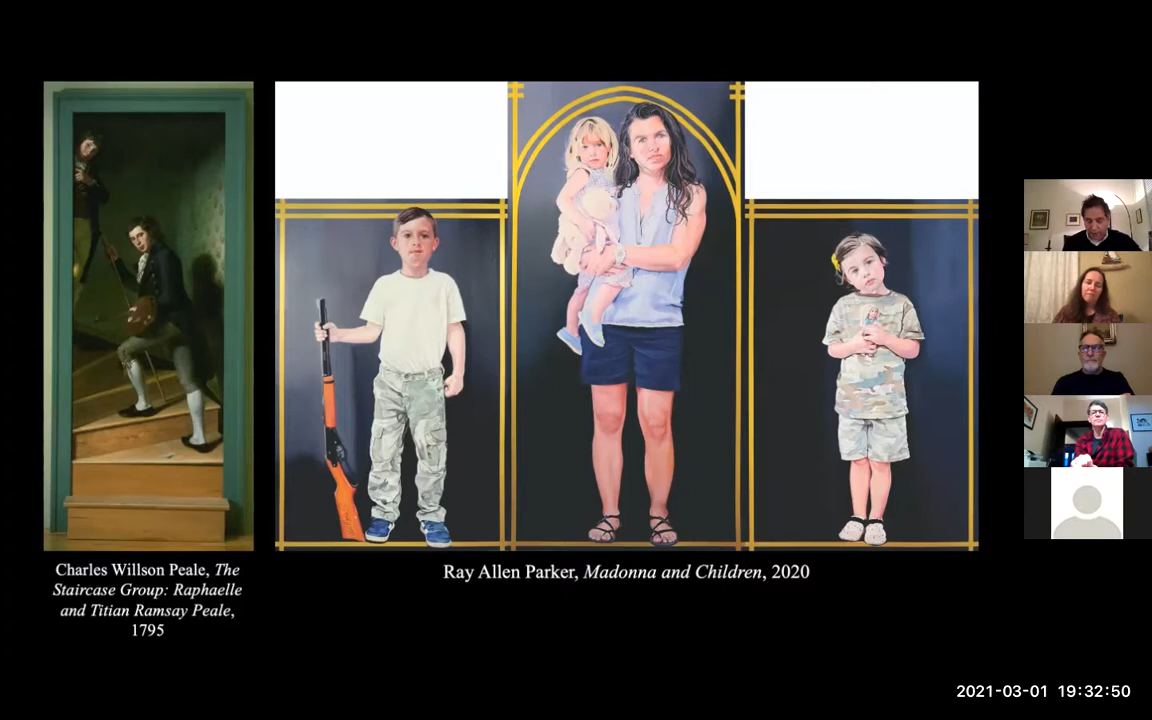 Charles Willson Peale, The
Staircase Group: Raphaelle
and Titian Ramsay Peale,
1795
Ray Allen Parker, Madonna and Children, 2020
2021-03-01 19:32:50